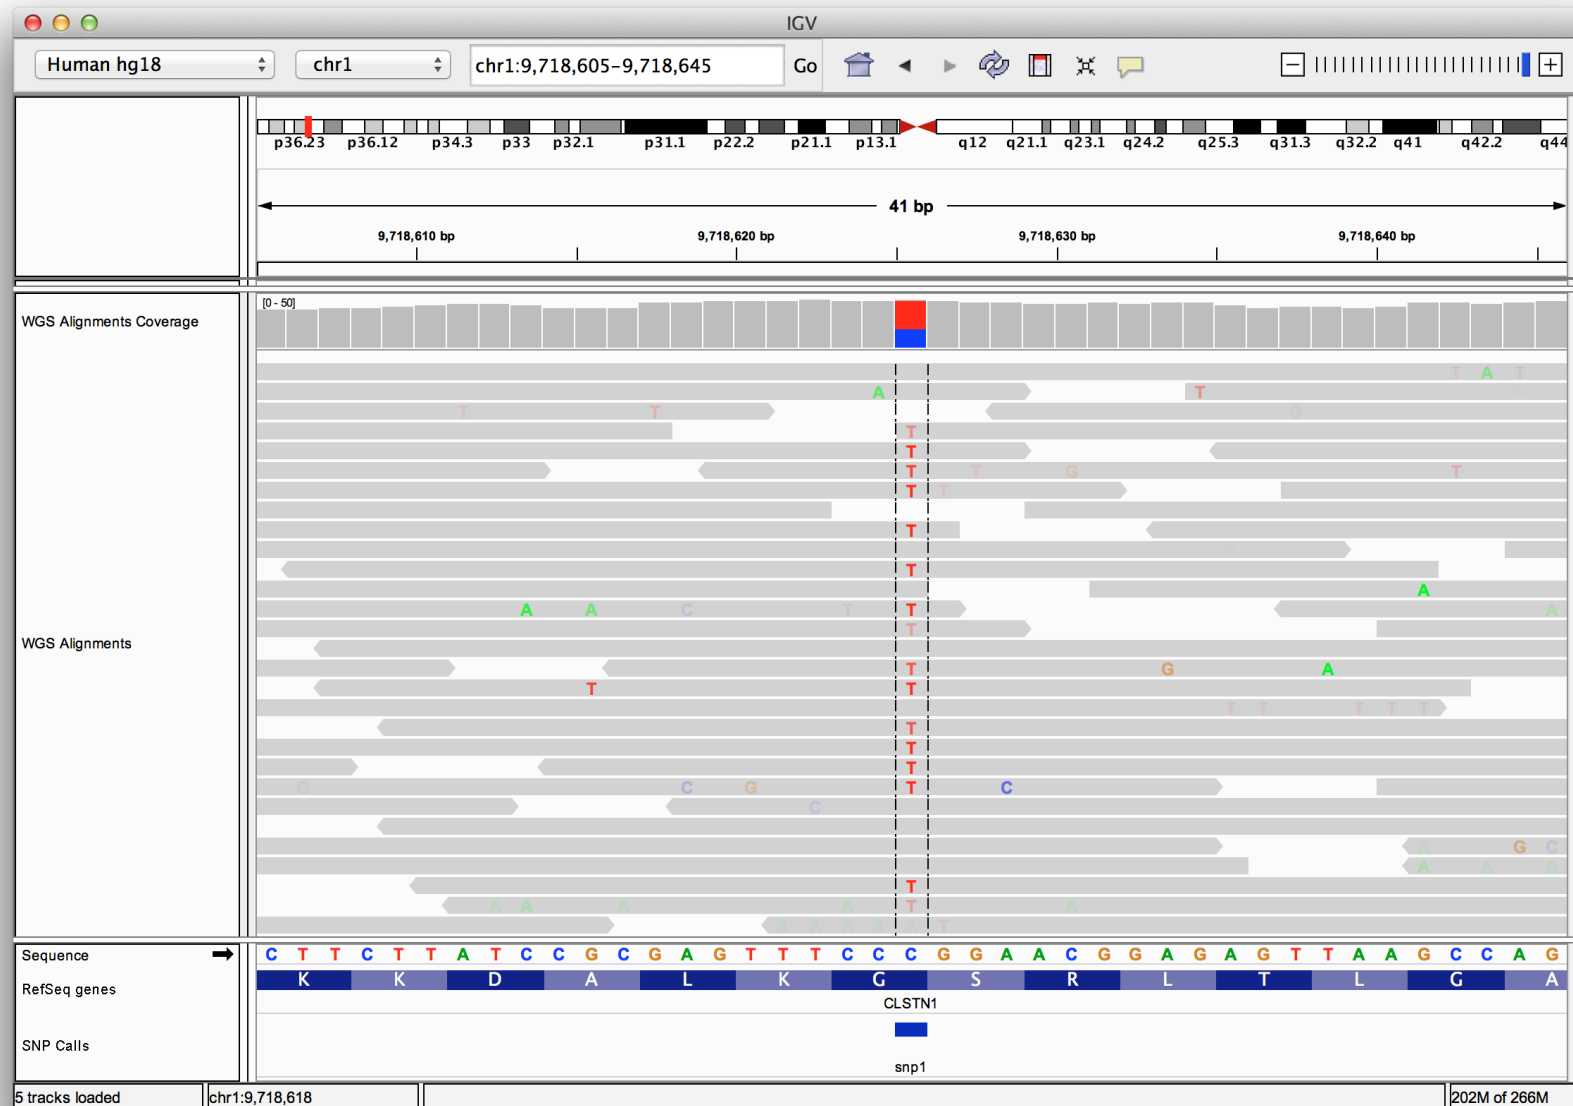 IGV
Human hg18 chr1 chr1:9,718,605-9,718,645 Go
p36.23 p36.12 p34.3 p33 p32.1 p31.1 p22.2 p21.1 p13.1 q12 q21.1 q23.1 q24.2 q25.3 q31.3 q32.2 q41 q42.2 q44
41 bp
9,718,610 bp 9,718,620 bp 9,718,630 bp 9,718,640 bp
[0 - 50]
WGS Alignments Coverage
T A T
A T
T T G
T
T
T T G T
T T
T
T
A
A A C T T A
T
WGS Alignments
T G A
T T
T T T T T
T
T
T
G C G T C
C
A G C
A A A
T
A A A A T A
A A A A A T
Sequence C T T C T T A T C C G C G A G T T T C C C G G A A C G G A G A G T T A A G C C A G
RefSeq genes K K D A L K G S R L T L G A
CLSTN1
SNP Calls
snp1
5 tracks loaded chr1:9,718,618 202M of 266M